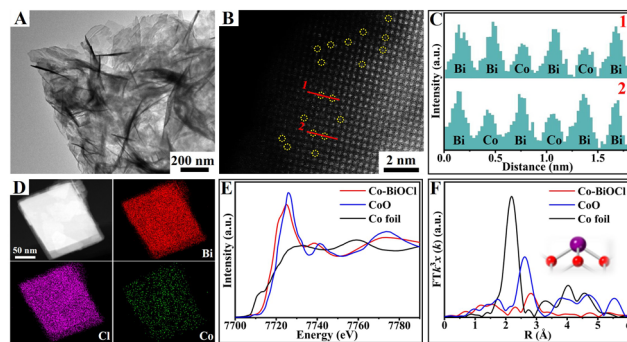 A
200 nm
B
1
2
2 nm
C
Intensity (a.u.)
1
Bi Bi Co Bi Co Bi
2
Bi Co Bi Co Bi Bi
0.0 0.5 1.0 1.5
Distance (nm)
D
50 nm
Bi
Cl
Co
E
Co-BiOCl
CoO
Co foil
Intensity (a.u.)
7700 7720 7740 7760 7780
Energy (eV)
F
Co-BiOCl
CoO
Co foil
FTk³·x (k) (a.u.)
0 1 2 3 4 5 6
R (Å)